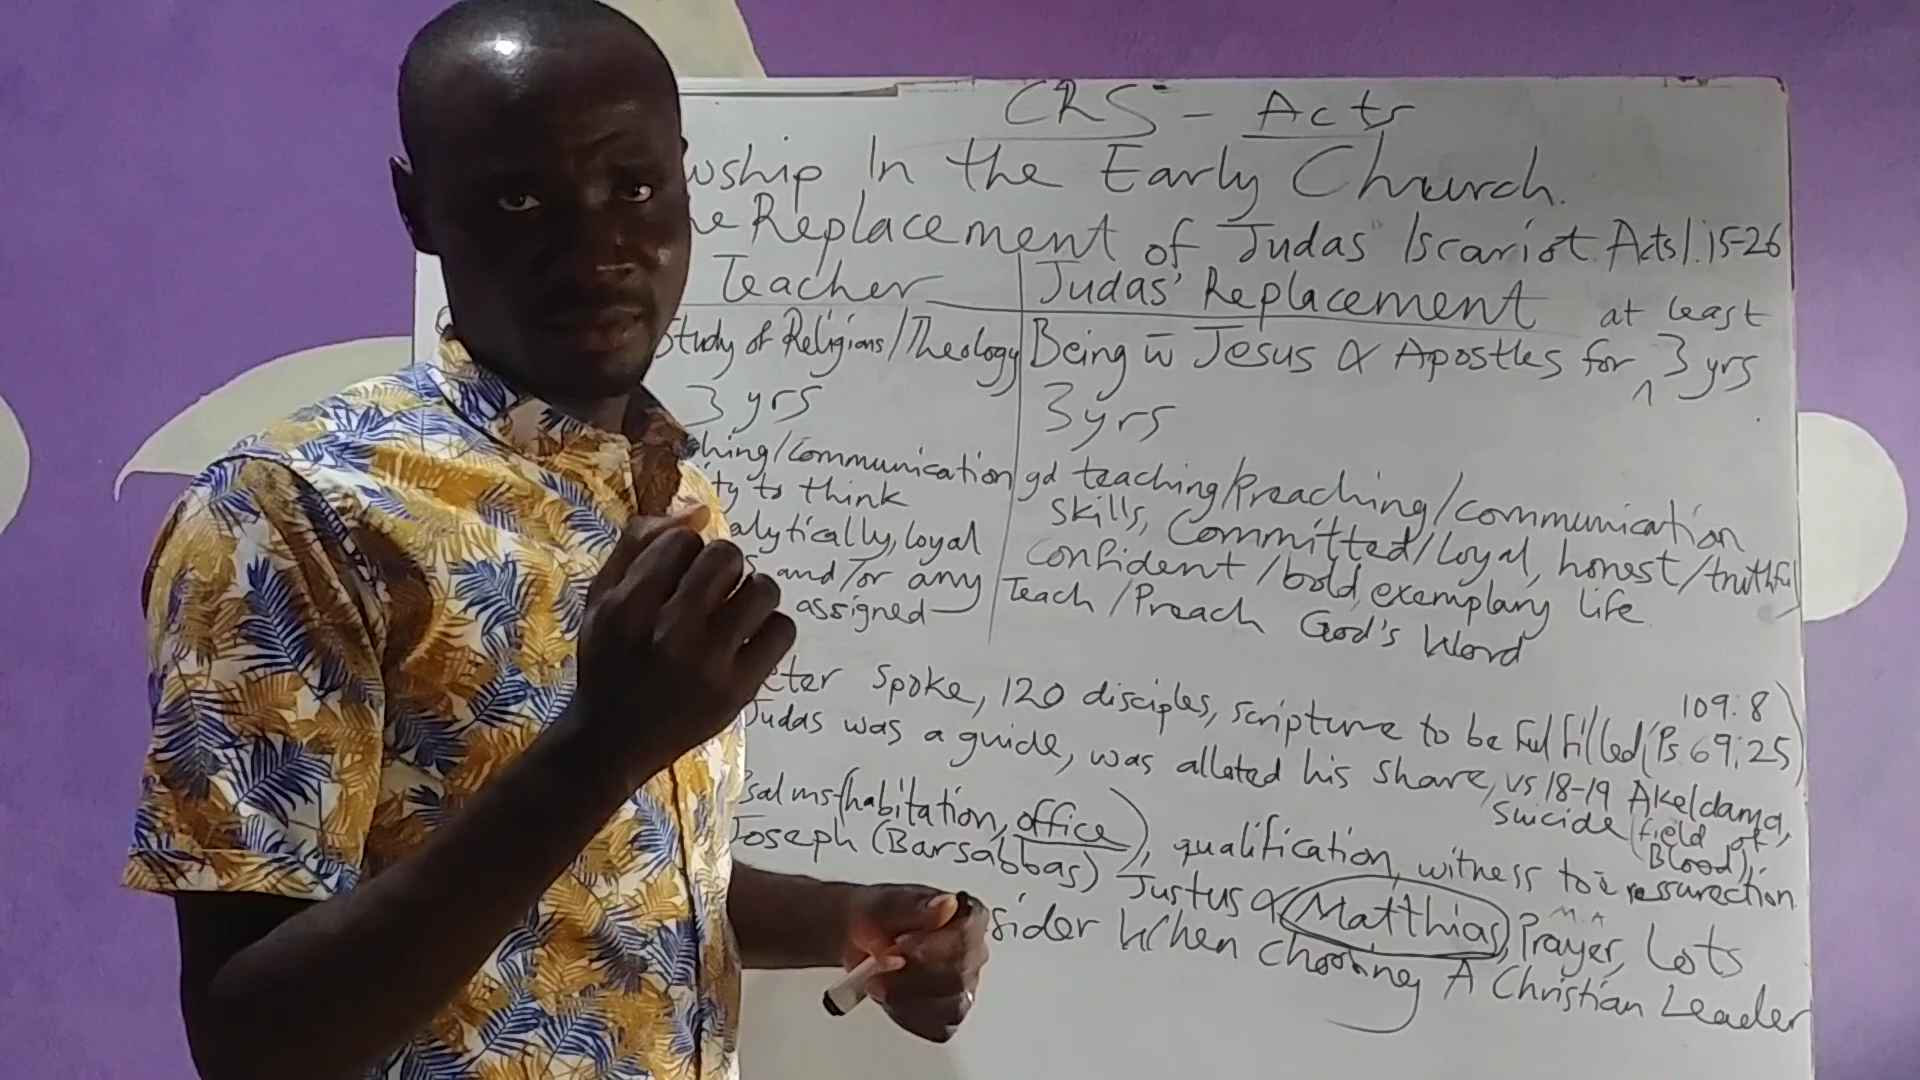 CRS - Acts
wship In the Early Church.
e Replacement of Judas Iscariot. Acts 1:15-26
Teacher
Judas' Replacement
at least
Study of Religions/Theology
Being w̄ Jesus & Apostles for ^ 3 yrs
3 yrs
3 yrs
hing/communication
ty to think
alytically, loyal
s and/or any
assigned
gd teaching/Preaching/communication
skills, Committed/loyal, honest/truthful
confident/bold, exemplary life
Teach/Preach God's Word
eter spoke, 120 disciples, scripture to be fulfilled (Ps. 69:25
109:8)
Judas was a guide, was alloted his share, vs 18-19 Akeldama,
suicide (field of
Blood),
salms (habitation, office), qualification, witness to ressurection
Joseph (Barsabbas) Justus & Matthias, Prayer, Lots
M.A
sider When choosing A Christian Leader